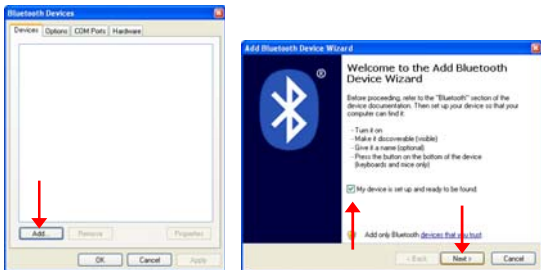 Bluetooth Devices
Devices Options COM Ports Hardware
Add... Remove Properties
OK Cancel Apply
Add Bluetooth Device Wizard
Welcome to the Add Bluetooth
Device Wizard
Before proceeding, refer to the "Bluetooth" section of the
device documentation. Then set up your device so that your
computer can find it:
- Turn it on
- Make it discoverable (visible)
- Give it a name (optional)
- Press the button on the bottom of the device
(keyboards and mice only)
My device is set up and ready to be found.
Add only Bluetooth devices that you trust.
< Back Next > Cancel